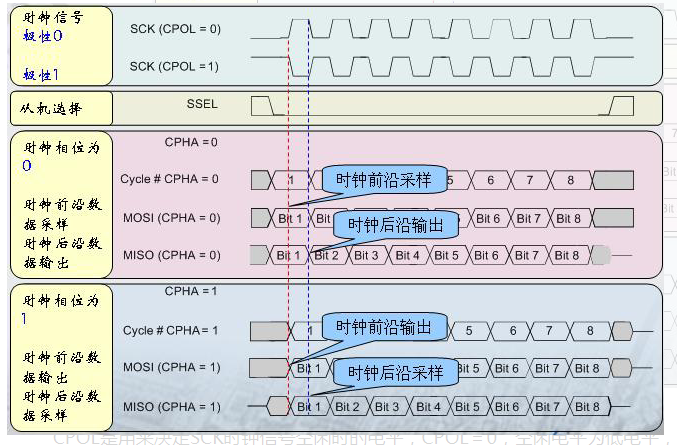 时钟信号
极性0
极性1
SCK (CPOL = 0)
SCK (CPOL = 1)
从机选择
SSEL
时钟相位为
0
时钟前沿数
据采样
时钟后沿数
据输出
CPHA = 0
Cycle # CPHA = 0
1
5
6
7
8
时钟前沿采样
MOSI (CPHA = 0)
Bit 1
Bit
Bit 6
Bit 7
Bit 8
时钟后沿输出
MISO (CPHA = 0)
Bit 1
Bit 2
Bit 3
Bit 4
Bit 5
Bit 6
Bit 7
Bit 8
时钟相位为
1
时钟前沿数
据输出
时钟后沿数
据采样
CPHA = 1
Cycle # CPHA = 1
1
5
6
7
8
时钟前沿输出
MOSI (CPHA = 1)
Bit 1
Bit 5
Bit 6
Bit 7
Bit 8
时钟后沿采样
MISO (CPHA = 1)
Bit 1
Bit 2
Bit 3
Bit 4
Bit 5
Bit 6
Bit 7
Bit 8
CPOL是用来决定SCK时钟信号空闲时的电平，CPOL＝0，空闲电平为低电平，